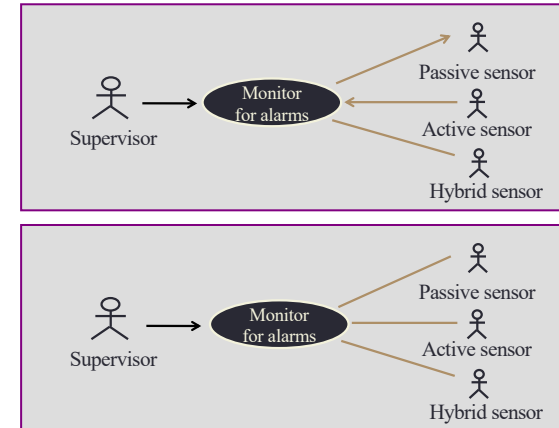 Monitor
for alarms
Passive sensor
Supervisor
Active sensor
Hybrid sensor
Monitor
for alarms
Passive sensor
Supervisor
Active sensor
Hybrid sensor